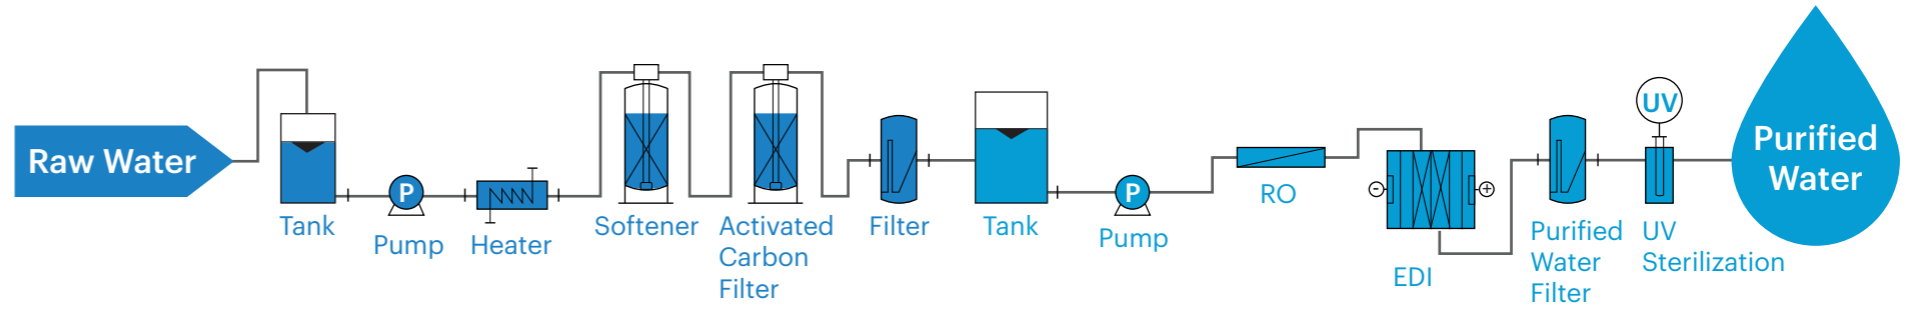 Raw Water
Tank
P
Pump
Heater
Softener
Activated
Carbon
Filter
Filter
Tank
P
Pump
RO
EDI
Purified
Water
Filter
UV
UV
Sterilization
Purified
Water